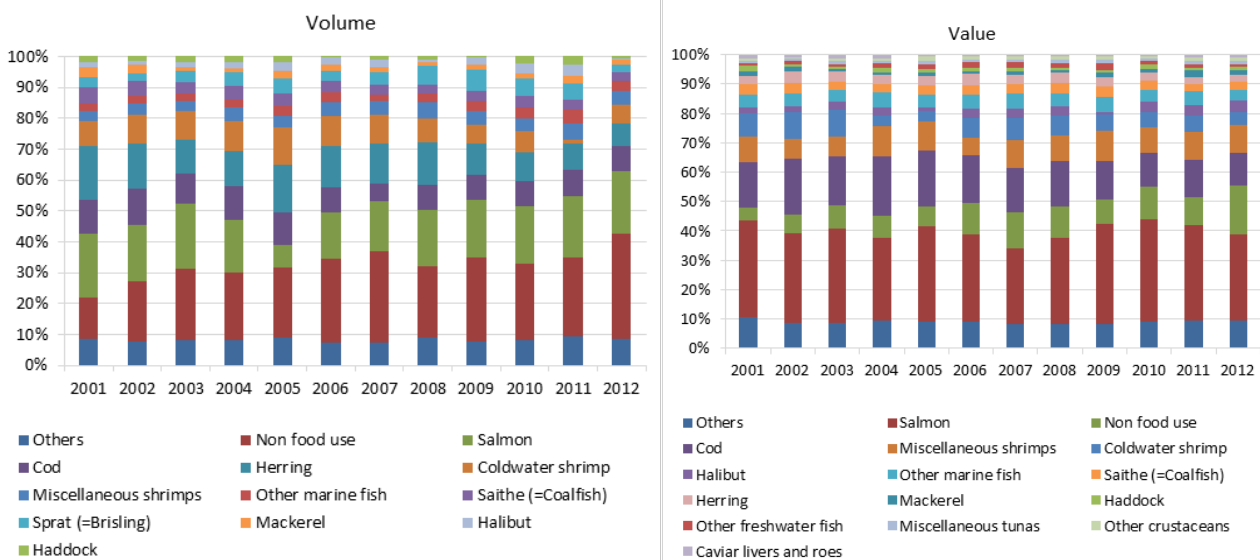 Volume
100%
90%
80%
70%
60%
50%
40%
30%
20%
10%
0%
2001 2002 2003 2004 2005 2006 2007 2008 2009 2010 2011 2012
Others Non food use Salmon
Cod Herring Coldwater shrimp
Miscellaneous shrimps Other marine fish Saithe (=Coalfish)
Sprat (=Brisling) Mackerel Halibut
Haddock
Value
100%
90%
80%
70%
60%
50%
40%
30%
20%
10%
0%
2001 2002 2003 2004 2005 2006 2007 2008 2009 2010 2011 2012
Others Salmon Non food use
Cod Miscellaneous shrimps Coldwater shrimp
Halibut Other marine fish Saithe (=Coalfish)
Herring Mackerel Haddock
Other freshwater fish Miscellaneous tunas Other crustaceans
Caviar livers and roes